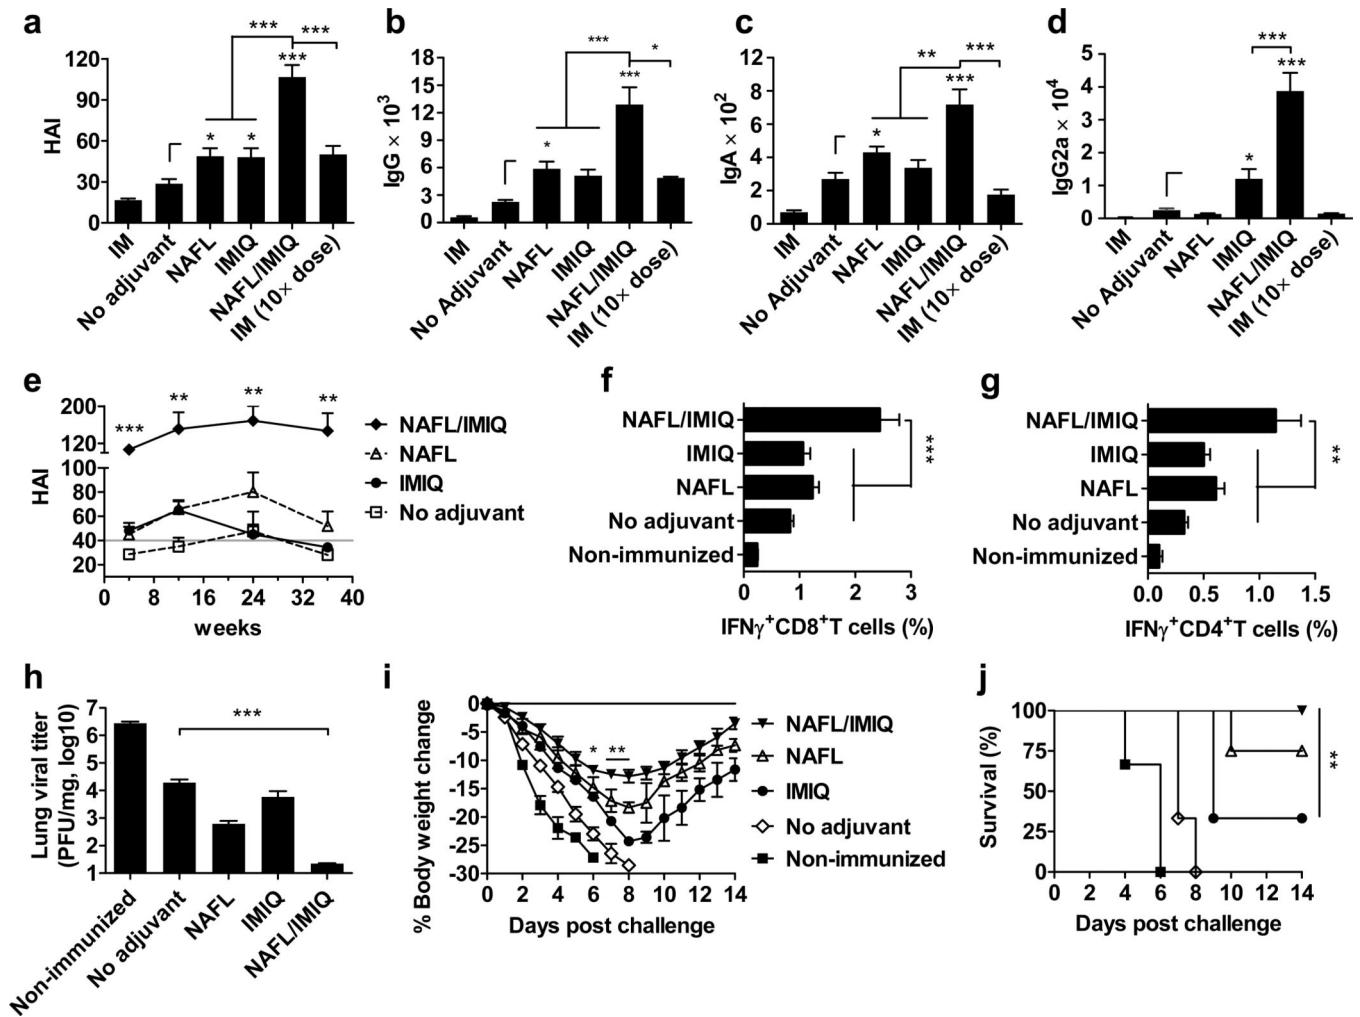 a
HAI
120
90
60
30
0
***
***
***
*
*
IM
No adjuvant
NAFL
IMIQ
NAFL/IMIQ
IM (10× dose)
b
IgG × 10³
18
15
12
9
6
3
0
***
*
***
*
IM
No Adjuvant
NAFL
IMIQ
NAFL/IMIQ
IM (10× dose)
c
IgA × 10²
12
10
8
6
4
2
0
**
***
***
*
IM
No Adjuvant
NAFL
IMIQ
NAFL/IMIQ
IM (10× dose)
d
IgG2a × 10⁴
5
4
3
2
1
0
***
***
*
IM
No Adjuvant
NAFL
IMIQ
NAFL/IMIQ
IM (10× dose)
e
HAI
200
120
100
80
60
40
20
***
**
**
**
0 8 16 24 32 40
weeks
NAFL/IMIQ
NAFL
IMIQ
No adjuvant
f
NAFL/IMIQ
IMIQ
NAFL
No adjuvant
Non-immunized
***
0 1 2 3
IFNγ⁺CD8⁺T cells (%)
g
NAFL/IMIQ
IMIQ
NAFL
No adjuvant
Non-immunized
**
0.0 0.5 1.0 1.5
IFNγ⁺CD4⁺T cells (%)
h
Lung viral titer
(PFU/mg, log10)
7
6
5
4
3
2
1
***
Non-immunized
No adjuvant
NAFL
IMIQ
NAFL/IMIQ
i
% Body weight change
0
-5
-10
-15
-20
-25
-30
* **
0 2 4 6 8 10 12 14
Days post challenge
NAFL/IMIQ
NAFL
IMIQ
No adjuvant
Non-immunized
j
Survival (%)
100
75
50
25
0
**
0 2 4 6 8 10 12 14
Days post challenge